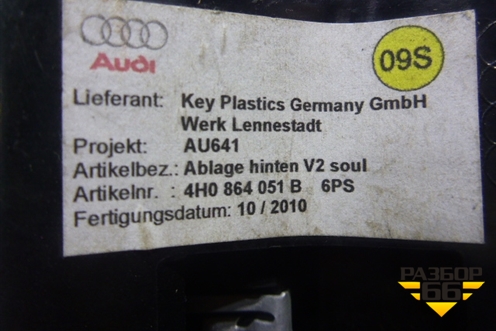 Audi
09S
Lieferant: Key Plastics Germany GmbH
Werk Lennestadt
Projekt: AU641
Artikelbez.: Ablage hinten V2 soul
Artikelnr. : 4H0 864 051 B 6PS
Fertigungsdatum: 10 / 2010
РАЗБОР
66